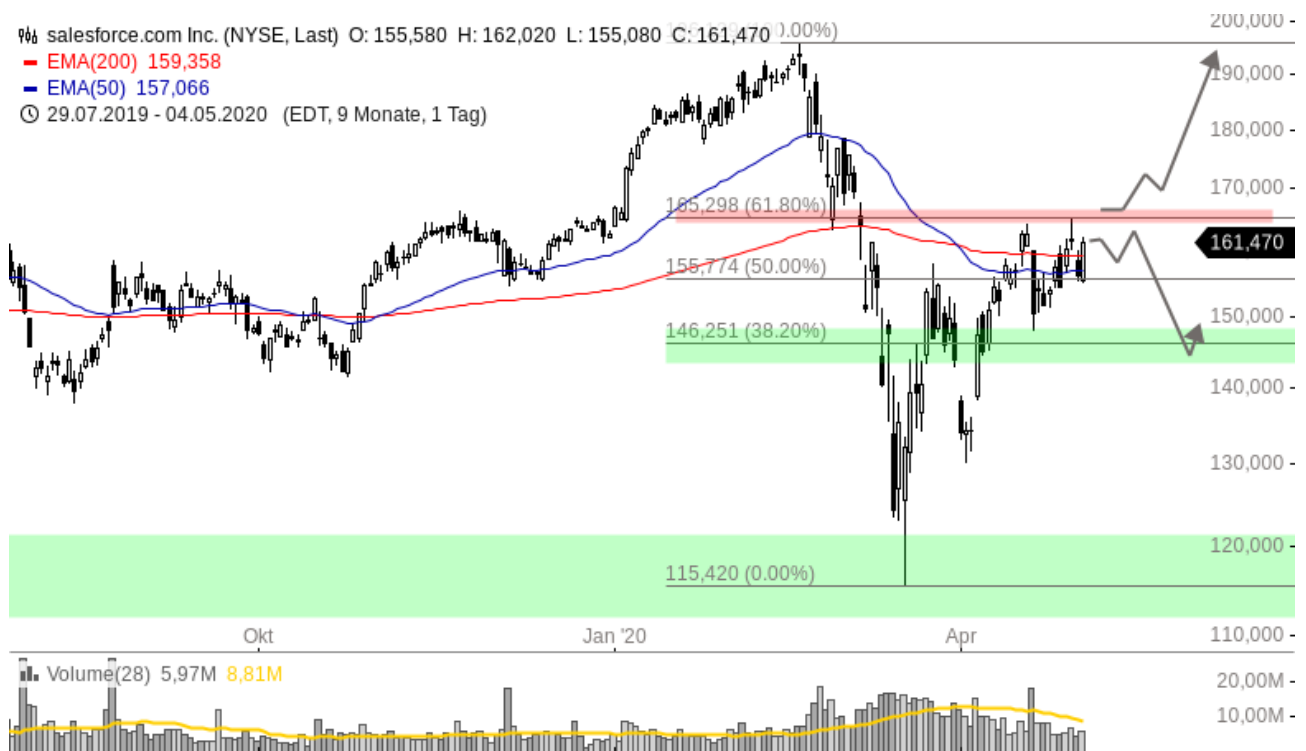 salesforce.com Inc. (NYSE, Last) O: 155,580 H: 162,020 L: 155,080 C: 161,470
EMA(200) 159,358
EMA(50) 157,066
29.07.2019 - 04.05.2020 (EDT, 9 Monate, 1 Tag)
200,000
190,000
180,000
170,000
165,298 (61.80%)
161,470
155,774 (50.00%)
150,000
146,251 (38.20%)
140,000
130,000
120,000
115,420 (0.00%)
110,000
Okt Jan '20 Apr
Volume(28) 5,97M 8,81M
20,00M
10,00M